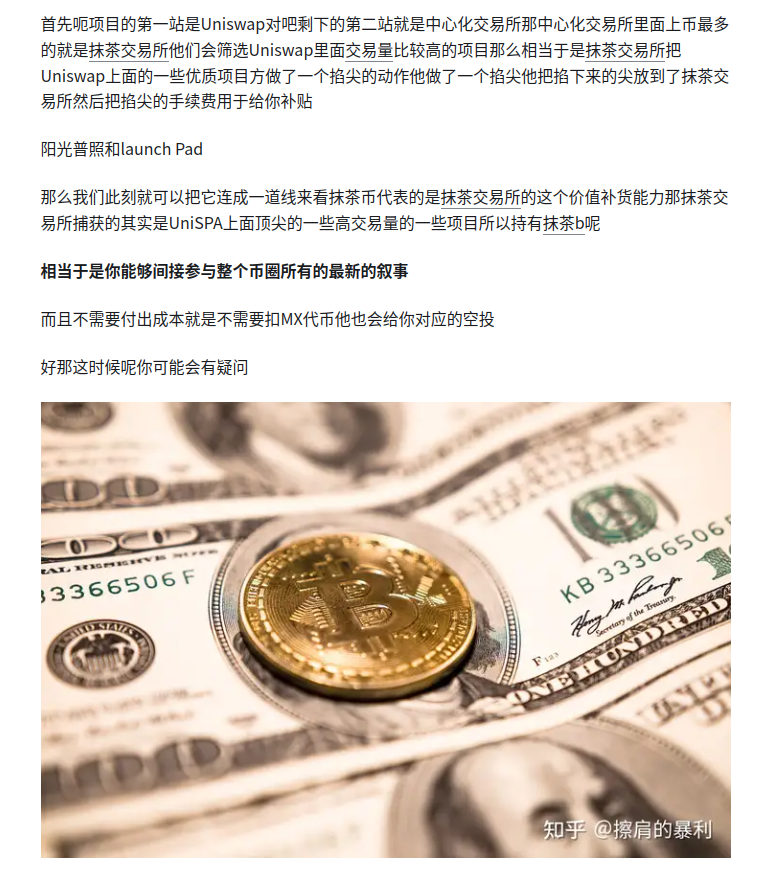 首先呃项目的第一站是Uniswap对吧剩下的第二站就是中心化交易所那中心化交易所里面上币最多
的就是抹茶交易所他们会筛选Uniswap里面交易量比较高的项目那么相当于是抹茶交易所把
Uniswap上面的一些优质项目方做了一个掐尖的动作他做了一个掐尖他把掐下来的尖放到了抹茶交
易所然后把掐尖的手续费用于给你补贴
阳光普照和launch Pad
那么我们此刻就可以把它连成一道线来看抹茶币代表的是抹茶交易所的这个价值补货能力那抹茶交
易所捕获的其实是UniSPA上面顶尖的一些高交易量的一些项目所以持有抹茶b呢
相当于是你能够间接参与整个币圈所有的最新的叙事
而且不需要付出成本就是不需要扣MX代币他也会给你对应的空投
好那这时候呢你可能会有疑问
33366506F
KB 33366506F
Secretary of the Treasury.
F123
ONE HUNDRED
知乎 @擦肩的暴利